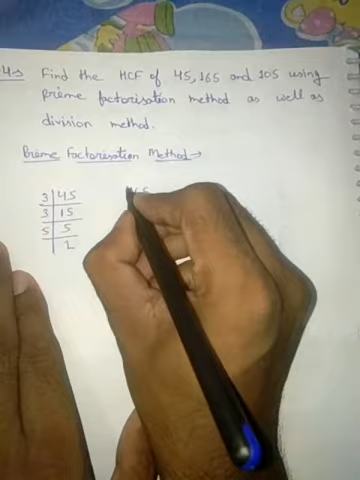 4➔ Find the HCF of 45, 165 and 105 using
prime factorisation method as well as
division method.
Prime Factorisation Method →
3 | 45
3 | 15
5 | 5
| 1